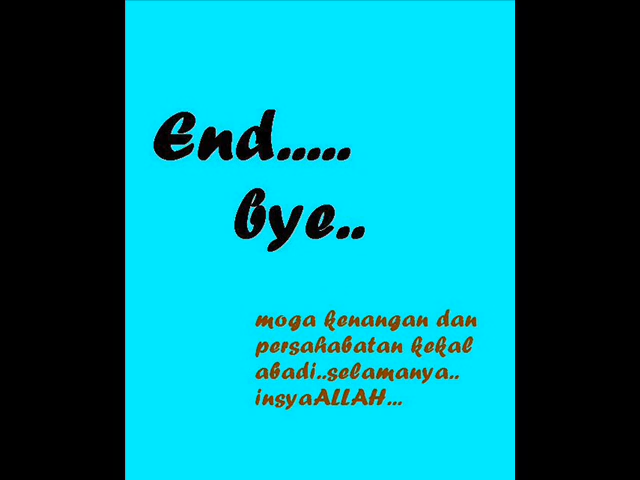 End.....
bye..
moga kenangan dan
persahabatan kekal
abadi..selamanya..
insyaALLAH...